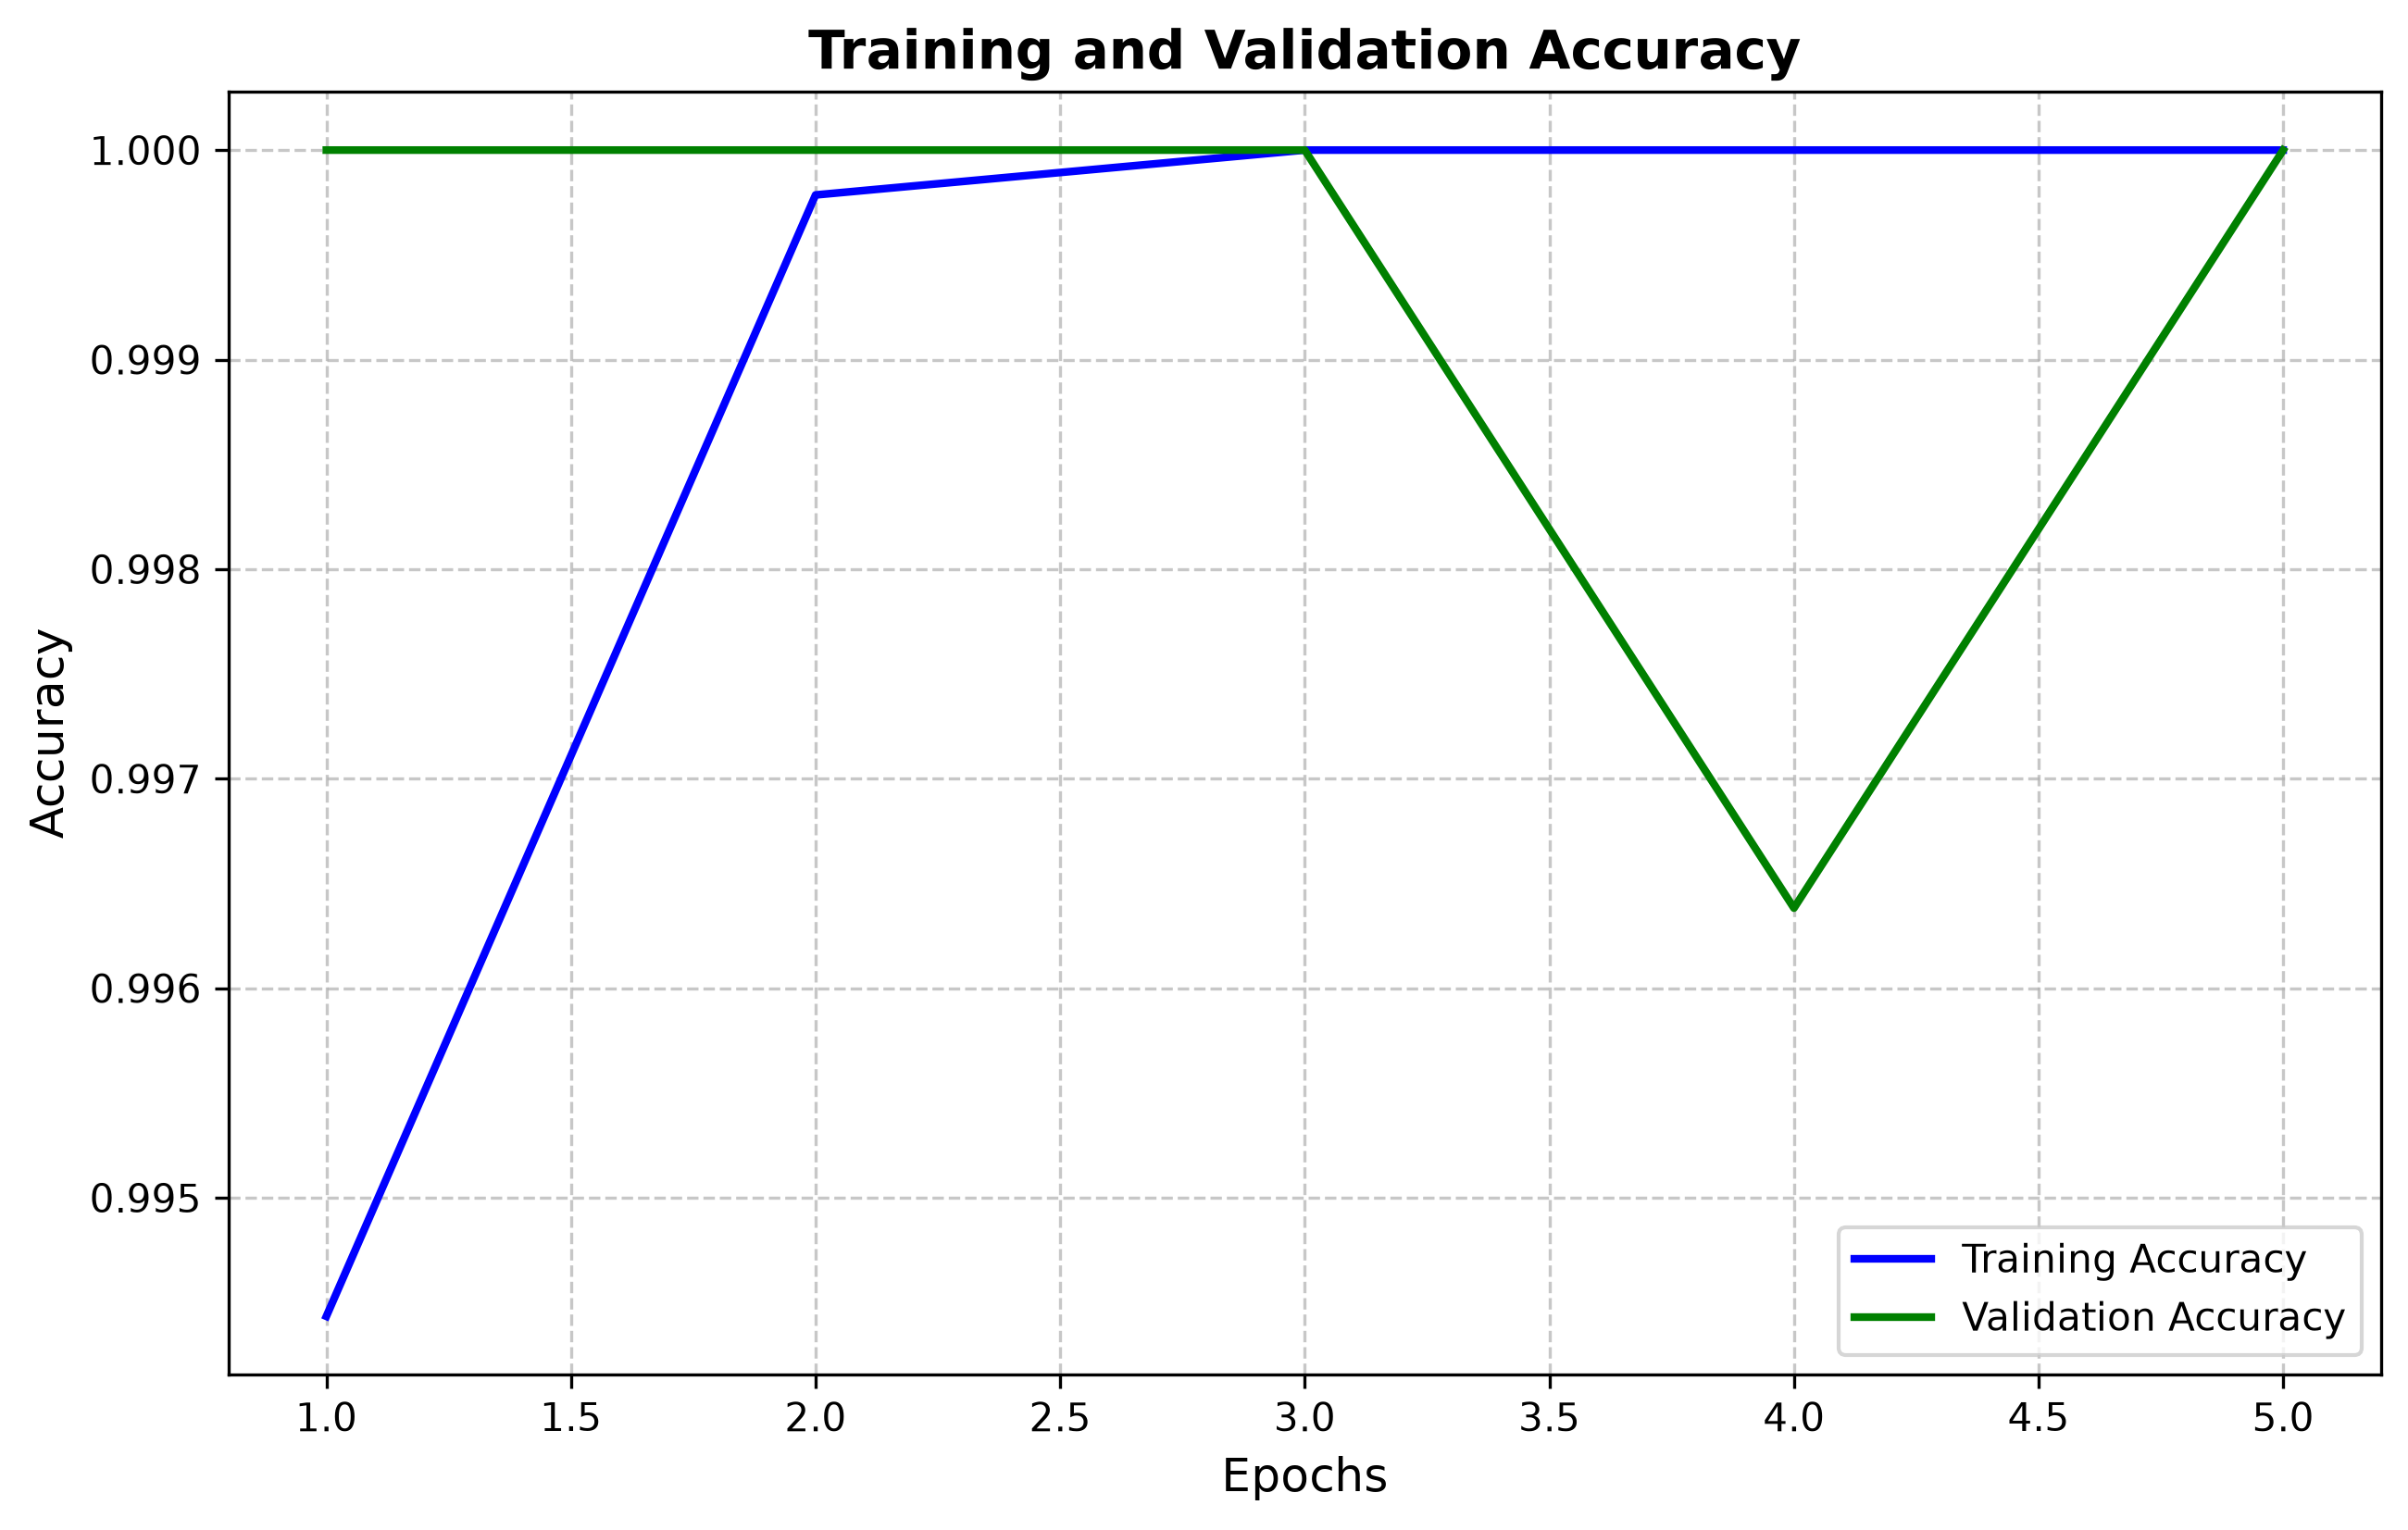 Training and Validation Accuracy
1.000
0.999
0.998
0.997
0.996
0.995
Accuracy
Training Accuracy
Validation Accuracy
1.0 1.5 2.0 2.5 3.0 3.5 4.0 4.5 5.0
Epochs